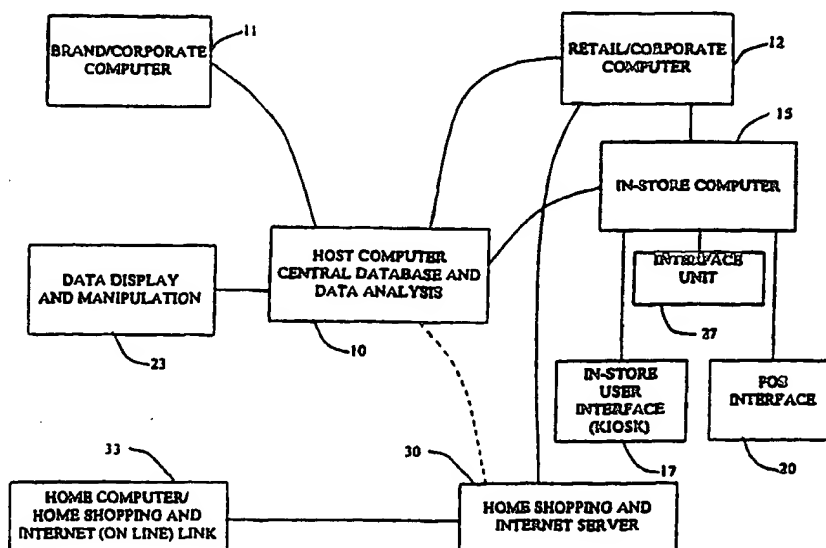 11
BRAND/CORPORATE
COMPUTER
12
RETAIL/CORPORATE
COMPUTER
15
IN-STORE COMPUTER
HOST COMPUTER
CENTRAL DATABASE AND
DATA ANALYSIS
10
DATA DISPLAY
AND MANIPULATION
23
INTERFACE
UNIT
27
IN-STORE
USER
INTERFACE
(KIOSK)
17
POS
INTERFACE
20
33
HOME COMPUTER/
HOME SHOPPING AND
INTERNET (ON LINE) LINK
30
HOME SHOPPING AND
INTERNET SERVER